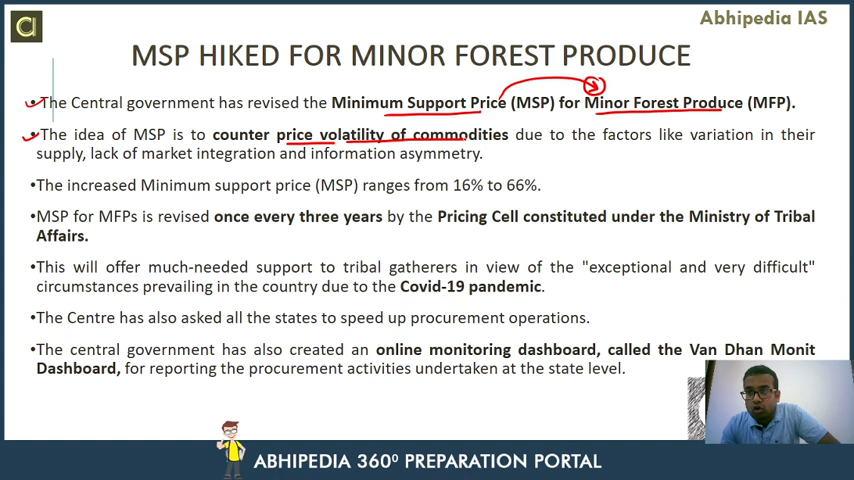 Abhipedia IAS
a
MSP HIKED FOR MINOR FOREST PRODUCE
•The Central government has revised the Minimum Support Price (MSP) for Minor Forest Produce (MFP).
•The idea of MSP is to counter price volatility of commodities due to the factors like variation in their
supply, lack of market integration and information asymmetry.
•The increased Minimum support price (MSP) ranges from 16% to 66%.
•MSP for MFPs is revised once every three years by the Pricing Cell constituted under the Ministry of Tribal
Affairs.
•This will offer much-needed support to tribal gatherers in view of the "exceptional and very difficult"
circumstances prevailing in the country due to the Covid-19 pandemic.
•The Centre has also asked all the states to speed up procurement operations.
•The central government has also created an online monitoring dashboard, called the Van Dhan Monit
Dashboard, for reporting the procurement activities undertaken at the state level.
ABHIPEDIA 360⁰ PREPARATION PORTAL